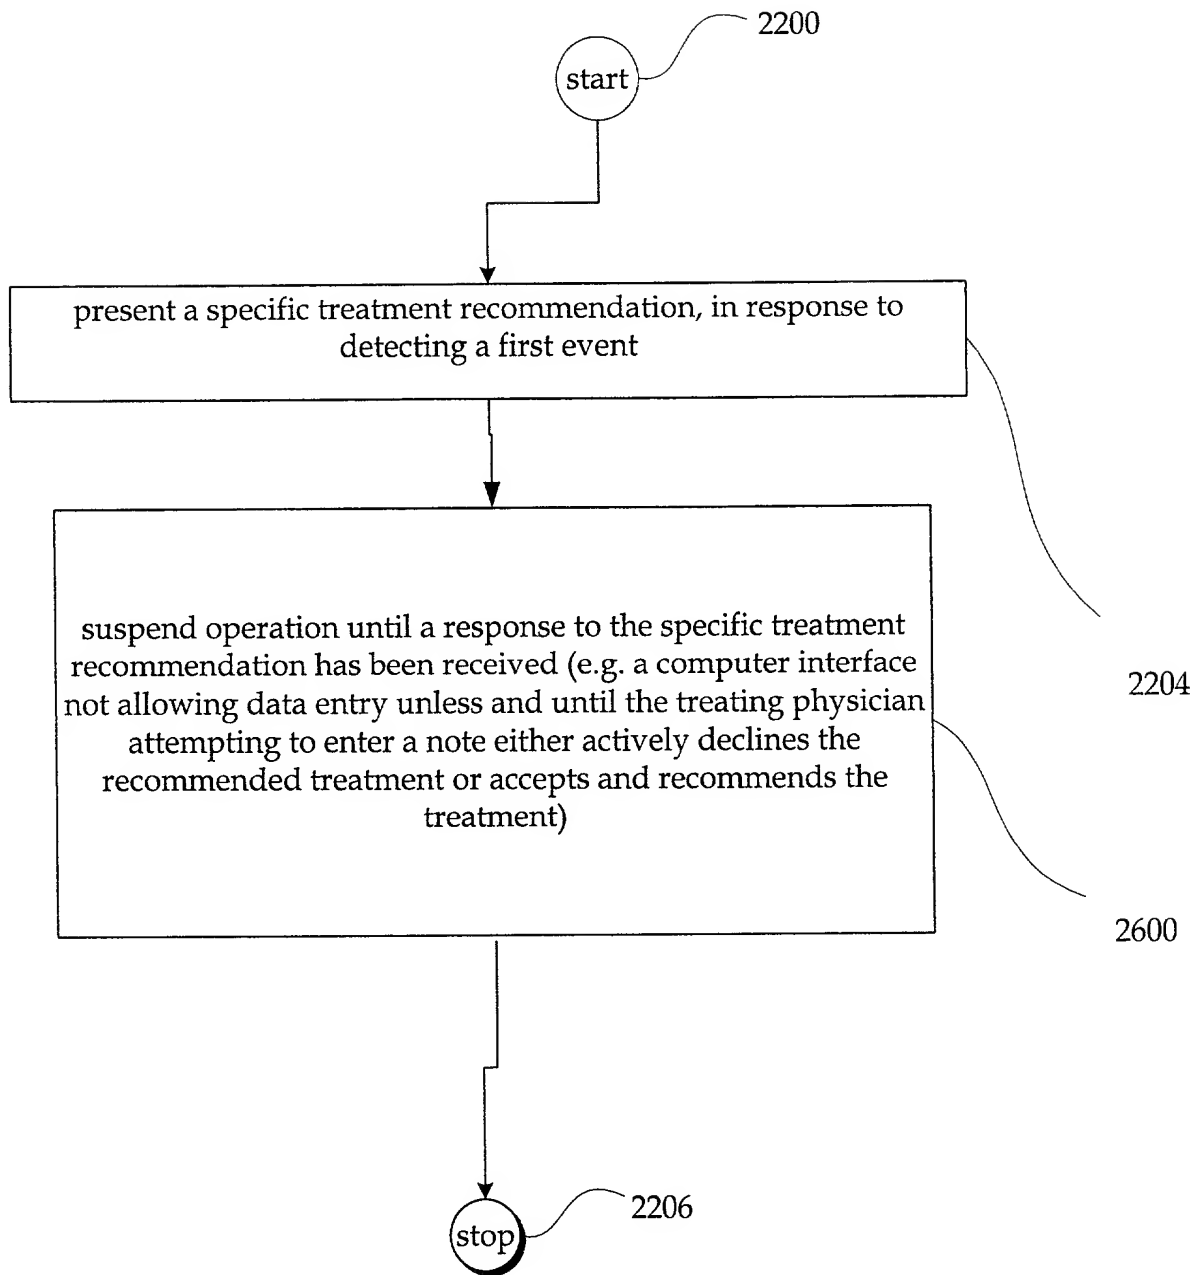 2200
start
present a specific treatment recommendation, in response to
detecting a first event
2204
suspend operation until a response to the specific treatment
recommendation has been received (e.g. a computer interface
not allowing data entry unless and until the treating physician
attempting to enter a note either actively declines the
recommended treatment or accepts and recommends the
treatment)
2600
2206
stop